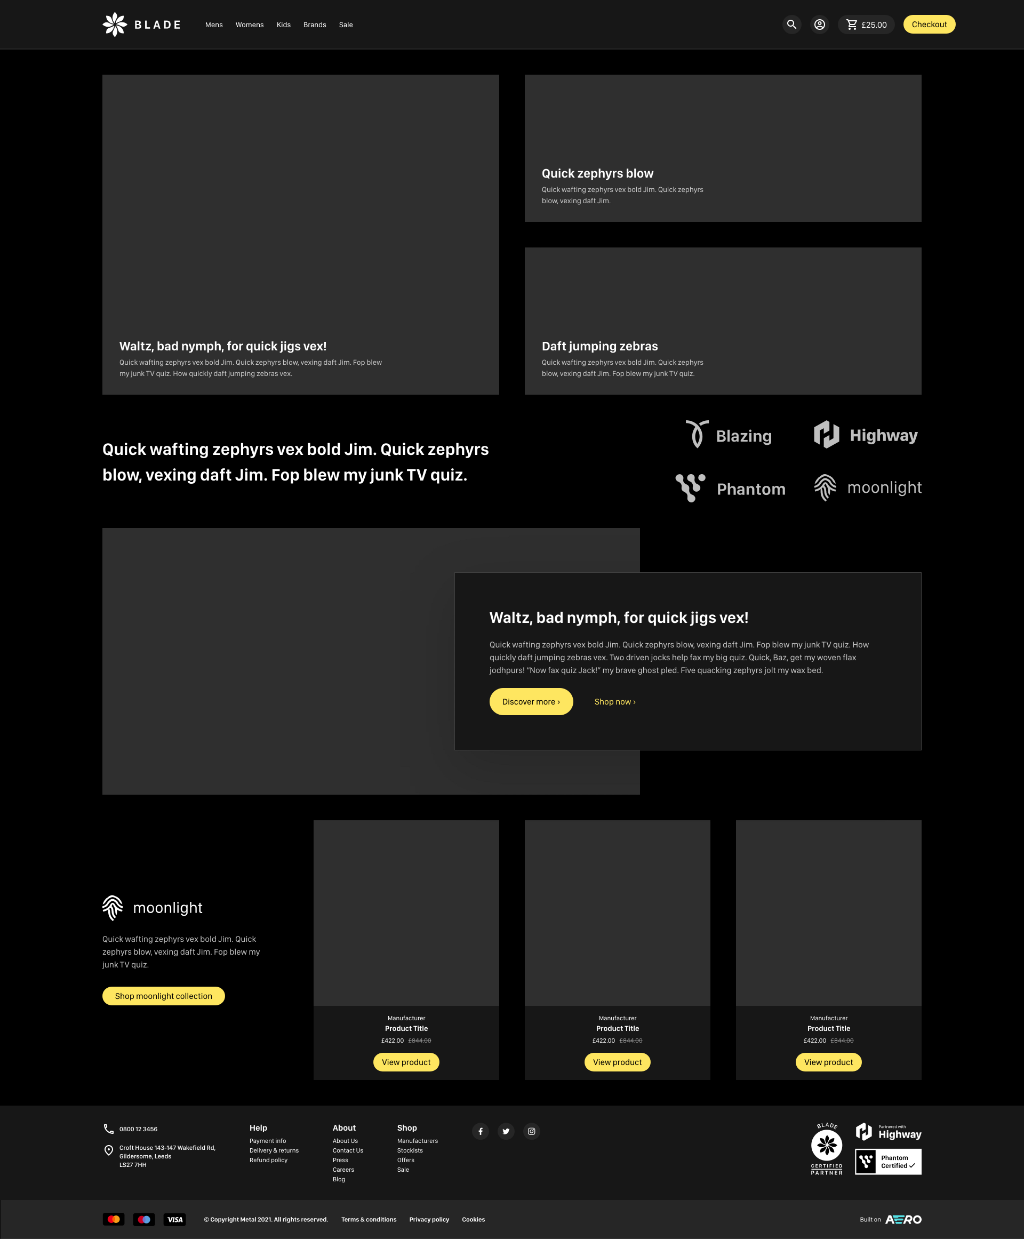 BLADE
Mens Womens Kids Brands Sale
£25.00
Checkout
Waltz, bad nymph, for quick jigs vex!
Quick wafting zephyrs vex bold Jim. Quick zephyrs blow, vexing daft Jim. Fop blew
my junk TV quiz. How quickly daft jumping zebras vex.
Quick zephyrs blow
Quick wafting zephyrs vex bold Jim. Quick zephyrs
blow, vexing daft Jim.
Daft jumping zebras
Quick wafting zephyrs vex bold Jim. Quick zephyrs
blow, vexing daft Jim. Fop blew my junk TV quiz.
Quick wafting zephyrs vex bold Jim. Quick zephyrs
blow, vexing daft Jim. Fop blew my junk TV quiz.
Blazing
Highway
Phantom
moonlight
Waltz, bad nymph, for quick jigs vex!
Quick wafting zephyrs vex bold Jim. Quick zephyrs blow, vexing daft Jim. Fop blew my junk TV quiz. How
quickly daft jumping zebras vex. Two driven jocks help fax my big quiz. Quick, Baz, get my woven flax
jodhpurs! “Now fax quiz Jack!” my brave ghost pled. Five quacking zephyrs jolt my wax bed.
Discover more ›
Shop now ›
moonlight
Quick wafting zephyrs vex bold Jim. Quick
zephyrs blow, vexing daft Jim. Fop blew my
junk TV quiz.
Shop moonlight collection
Manufacturer
Product Title
£422.00 £844.00
View product
Manufacturer
Product Title
£422.00 £844.00
View product
Manufacturer
Product Title
£422.00 £844.00
View product
0800 12 3456
Croft House 143-147 Wakefield Rd,
Gildersome, Leeds
LS27 7HH
Help
Payment info
Delivery & returns
Refund policy
About
About Us
Contact Us
Press
Careers
Blog
Shop
Manufacturers
Stockists
Offers
Sale
BLADE
CERTIFIED
PARTNER
Partnered with
Highway
Phantom
Certified
VISA
© Copyright Metal 2021. All rights reserved.
Terms & conditions
Privacy policy
Cookies
Built on AERO